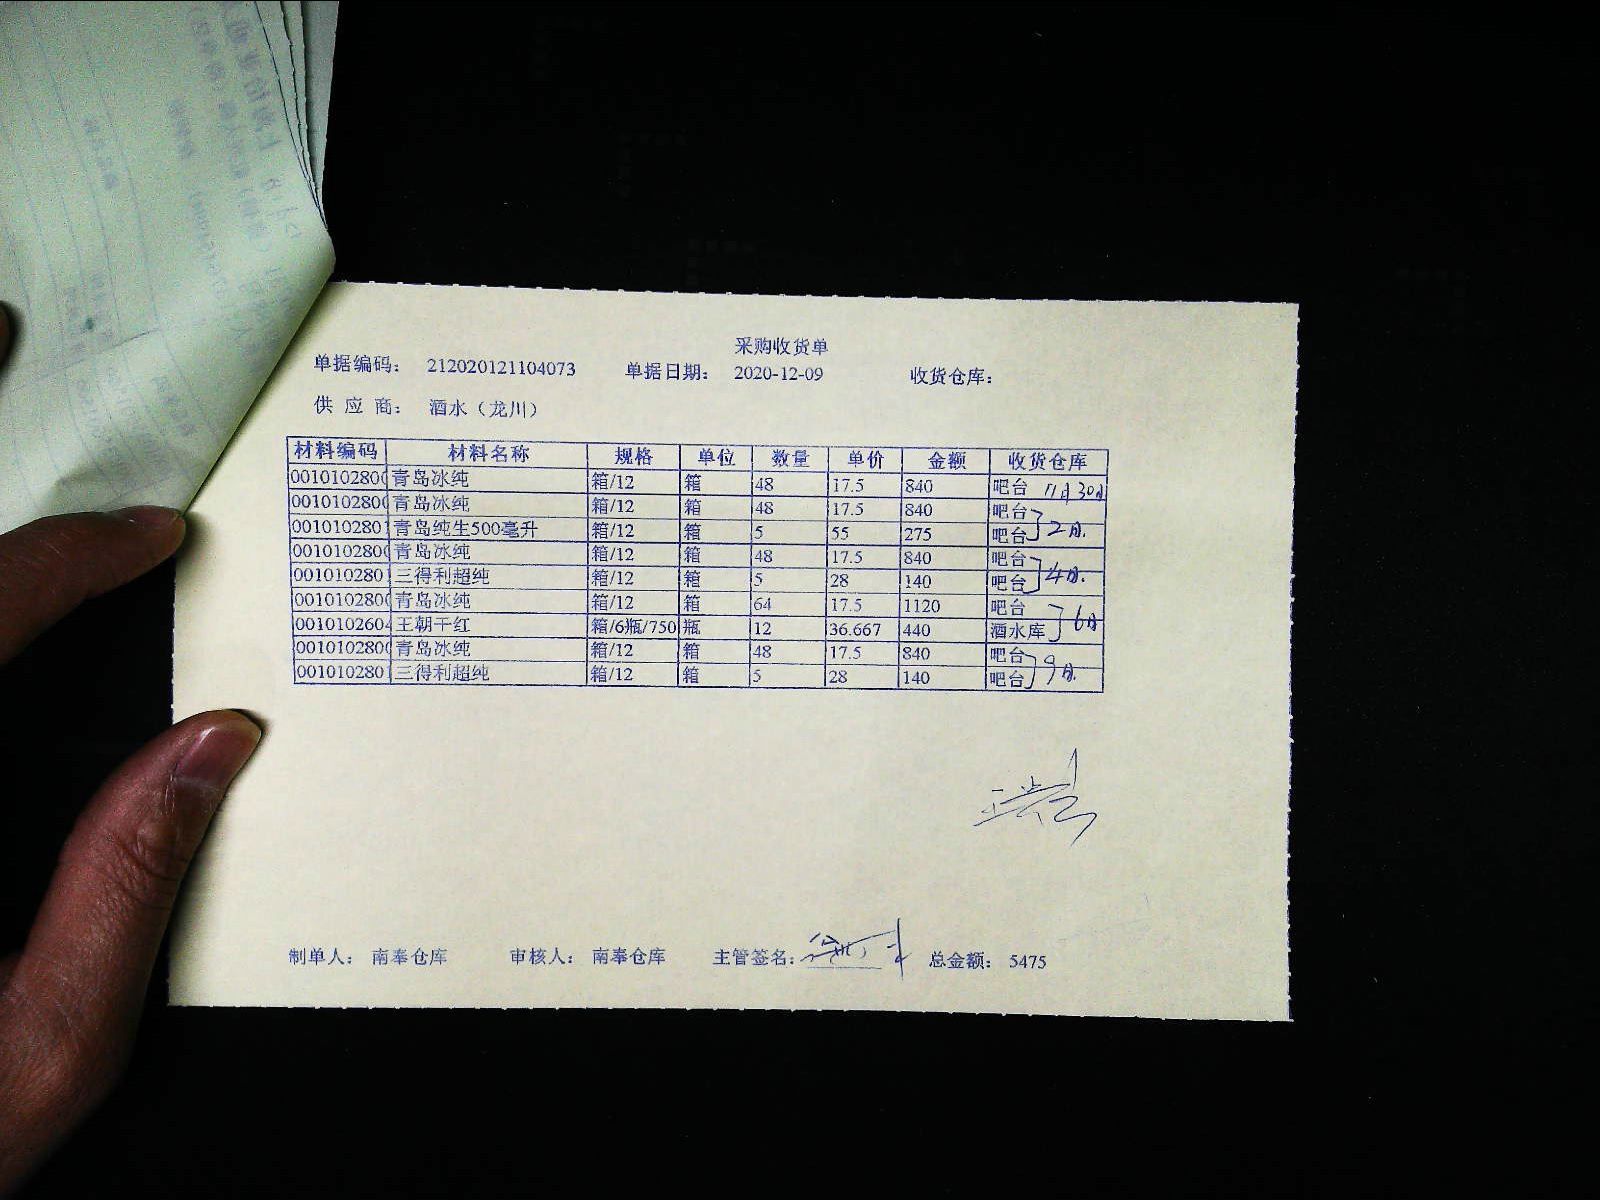 采购收货单
单据编码： 212020121104073 单据日期： 2020-12-09 收货仓库：
供 应 商： 酒水（龙川）
材料编码 材料名称 规格 单位 数量 单价 金额 收货仓库
0010102800 青岛冰纯 箱/12 箱 48 17.5 840 吧台 11月30日
0010102800 青岛冰纯 箱/12 箱 48 17.5 840 吧台
0010102801 青岛纯生500毫升 箱/12 箱 5 55 275 吧台 2日.
0010102800 青岛冰纯 箱/12 箱 48 17.5 840 吧台
001010280 三得利超纯 箱/12 箱 5 28 140 吧台 4日.
0010102800 青岛冰纯 箱/12 箱 64 17.5 1120 吧台
0010102604 王朝干红 箱/6瓶/750 瓶 12 36.667 440 酒水库 6日
0010102800 青岛冰纯 箱/12 箱 48 17.5 840 吧台
001010280 三得利超纯 箱/12 箱 5 28 140 吧台 9日.
制单人： 南奉仓库 审核人： 南奉仓库 主管签名： 总金额： 5475